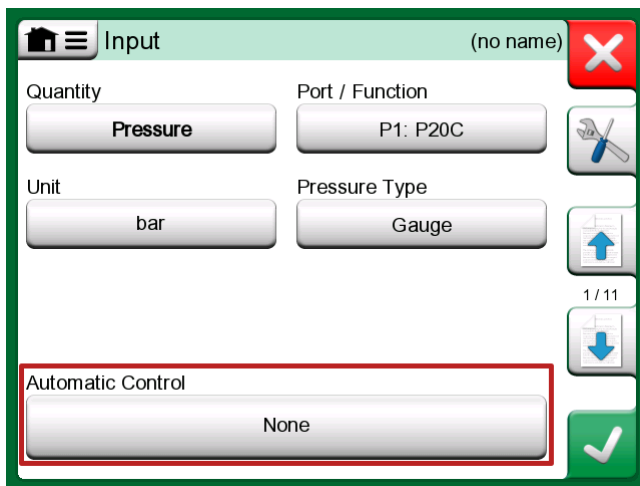 Input
(no name)
Quantity
Port / Function
Pressure
P1: P20C
Unit
Pressure Type
bar
Gauge
1 / 11
Automatic Control
None